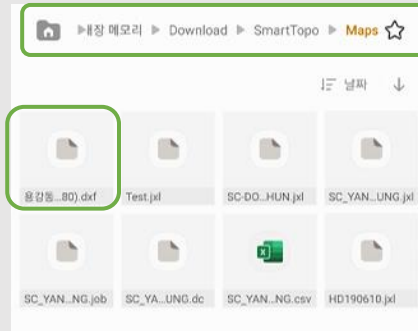 내장 메모리 ▶ Download ▶ SmartTopo ▶ Maps
날짜
용강동...80).dxf Test.jxl SC-DO...HUN.jxl SC_YAN...UNG.jxl
SC_YAN...NG.job SC_YA...UNG.dc SC_YAN...NG.csv HD190610.jxl